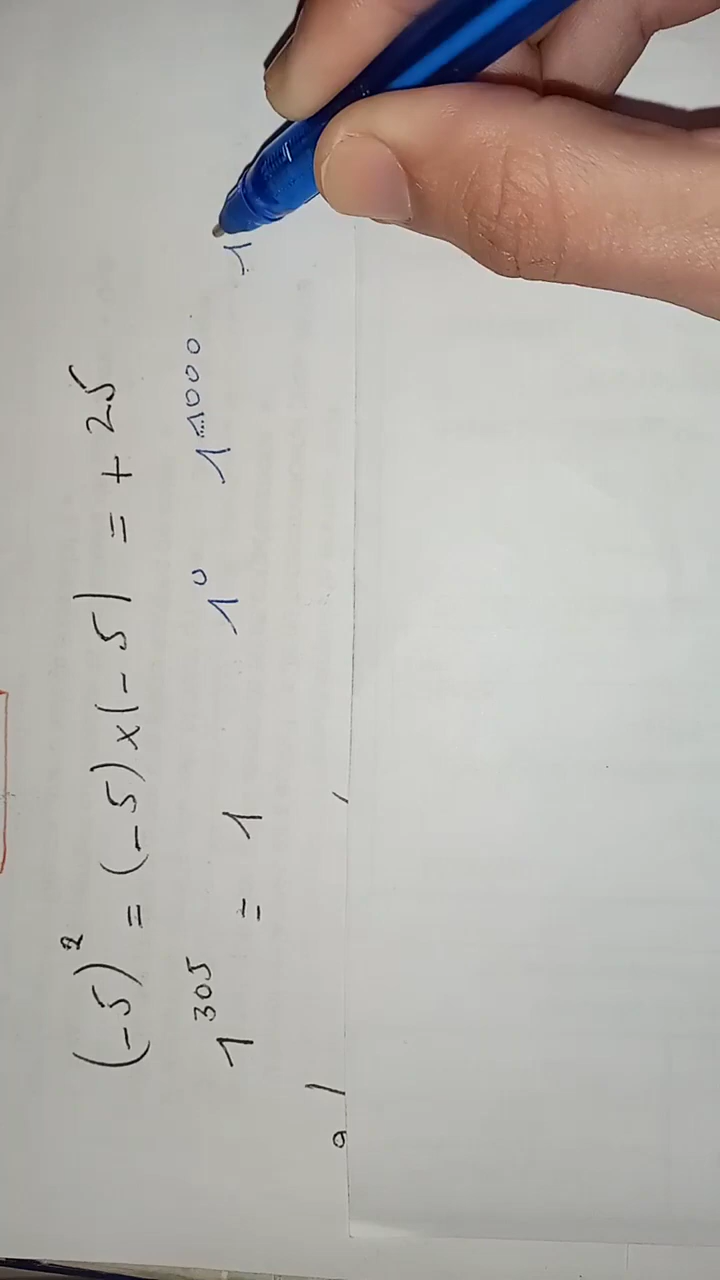 (-5)² = (-5)x(-5) = +25
1³⁰⁵ = 1 1⁰ 1¹⁰⁰⁰ 1